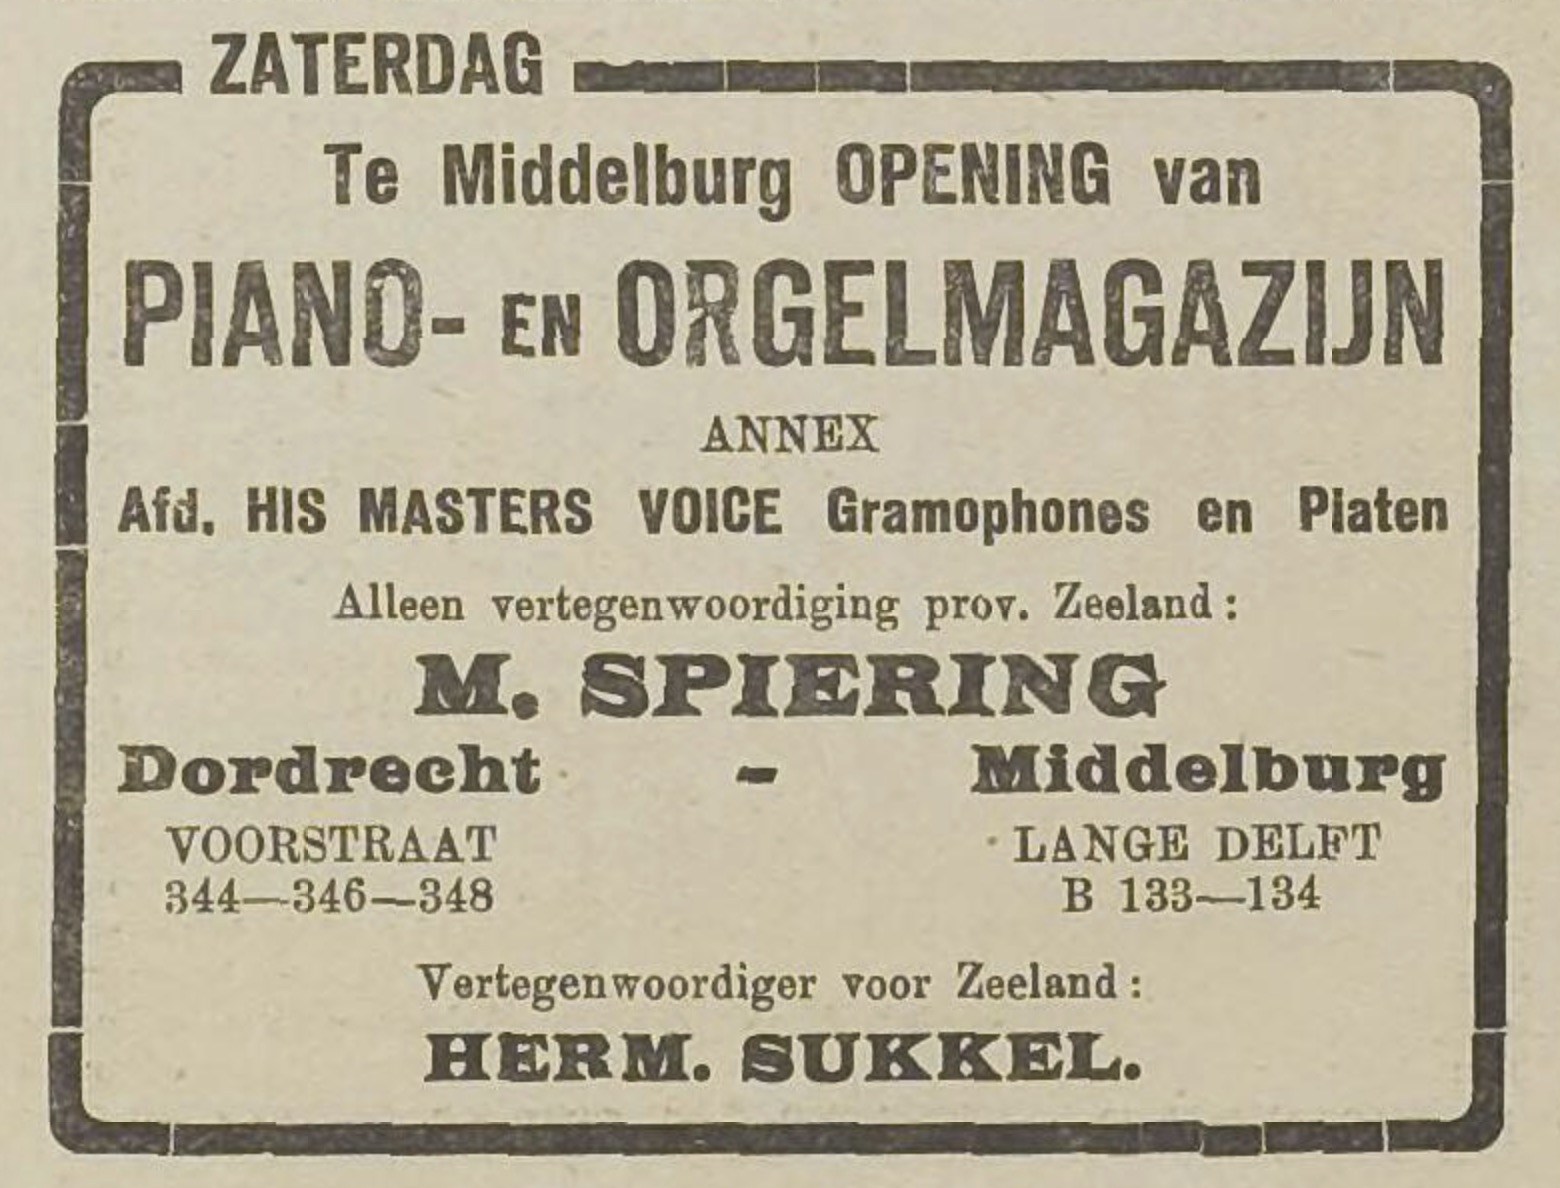 ZATERDAG
Te Middelburg OPENING van
PIANO- EN ORGELMAGAZIJN
ANNEX
Afd. HIS MASTERS VOICE Gramophones en Platen
Alleen vertegenwoordiging prov. Zeeland:
M. SPIERING
Dordrecht - Middelburg
VOORSTRAAT LANGE DELFT
344—346—348 B 133—134
Vertegenwoordiger voor Zeeland:
HERM. SUKKEL.